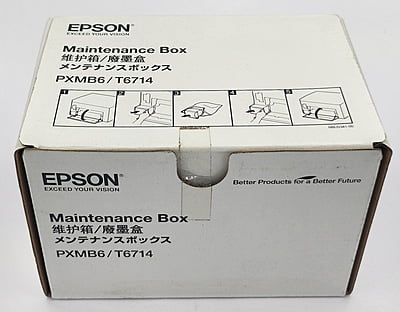 EPSON®
EXCEED YOUR VISION
Maintenance Box
维护箱/廢墨盒
メンテナンスボックス
PXMB6/T6714
1 2 3 4 5
EPSON®
EXCEED YOUR VISION
Better Products for a Better Future
Maintenance Box
维护箱/廢墨盒
メンテナンスボックス
PXMB6/T6714